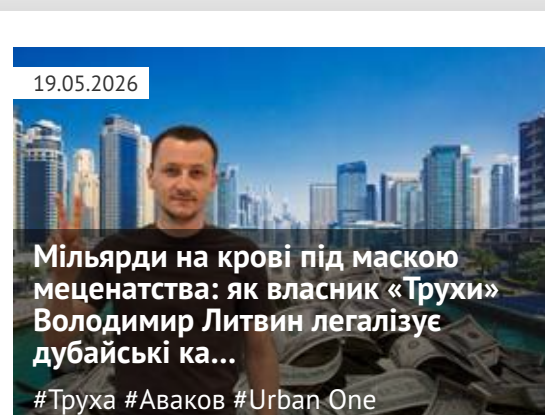 19.05.2026
Мільярди на крові під маскою
меценатства: як власник «Трухи»
Володимир Литвин легалізує
дубайські ка...
#Труха #Аваков #Urban One